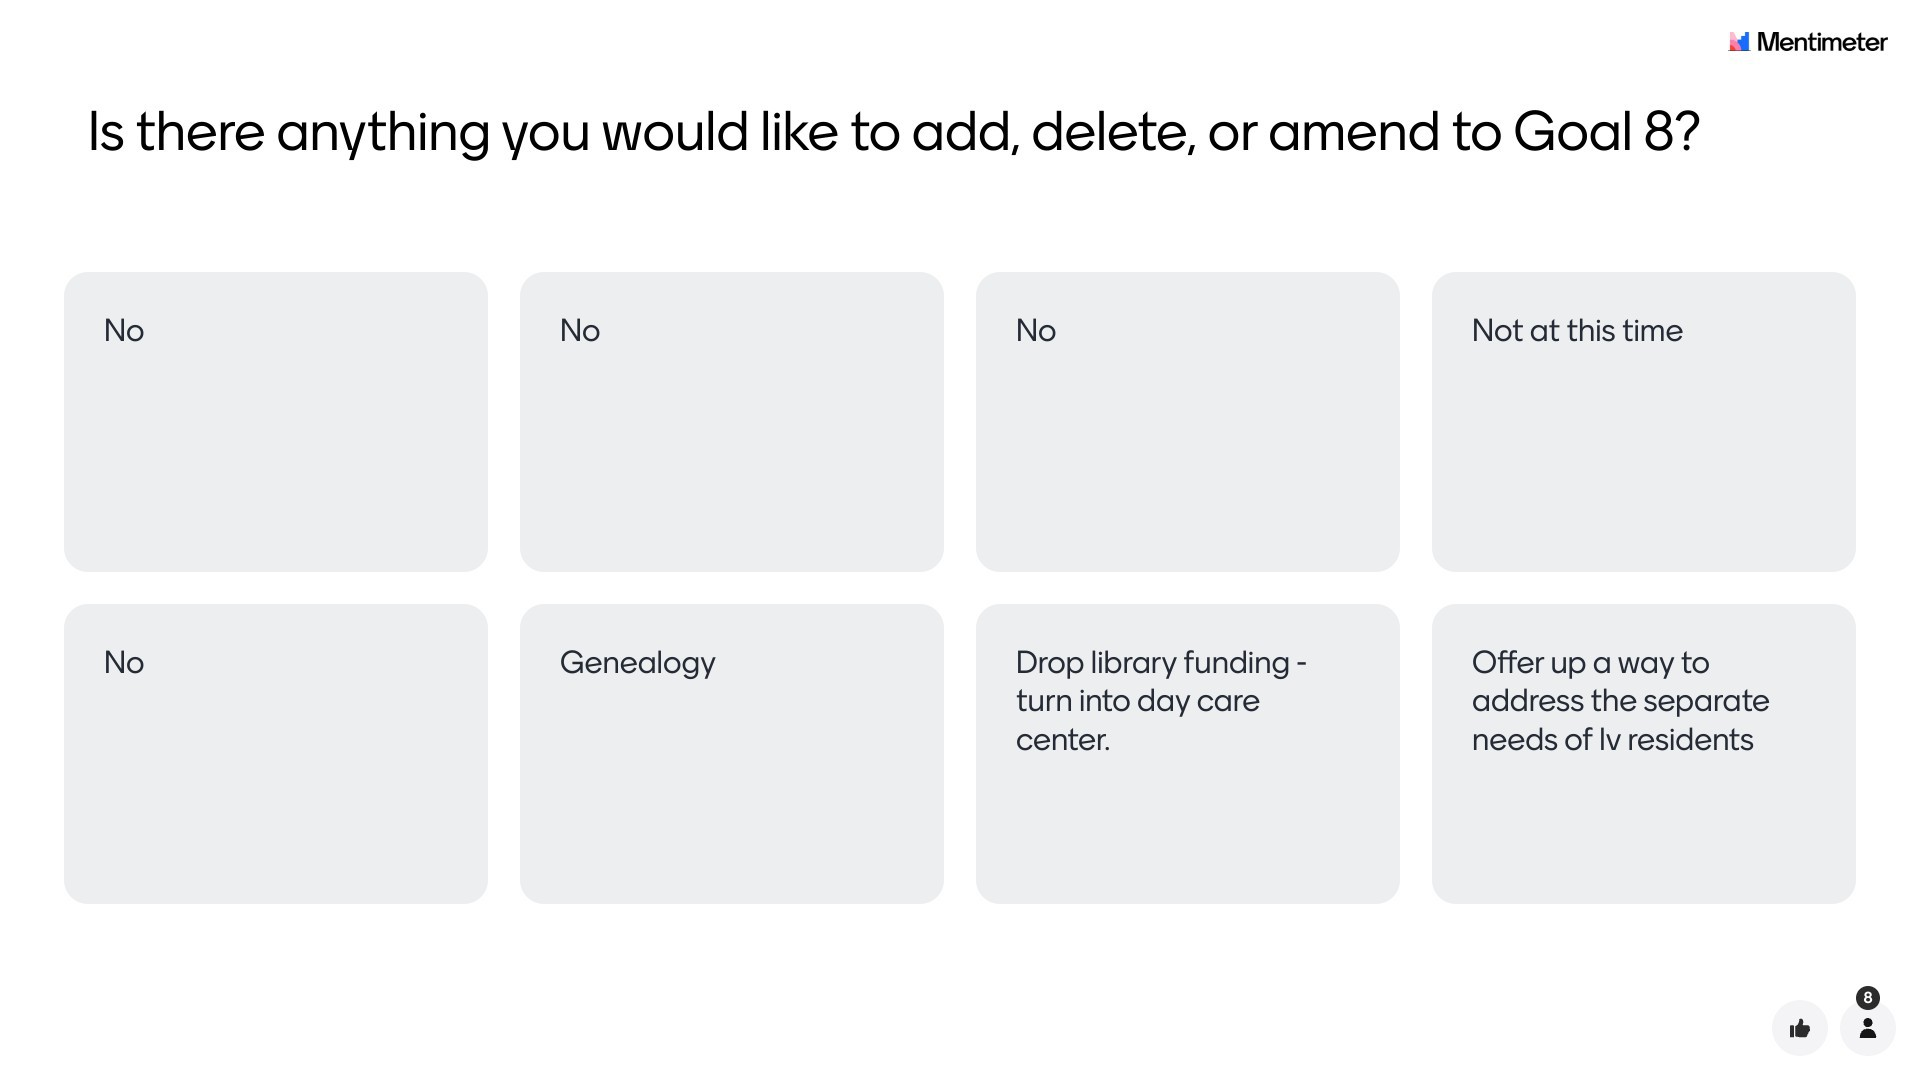 Mentimeter
Is there anything you would like to add, delete, or amend to Goal 8?
No
No
No
Not at this time
No
Genealogy
Drop library funding -
turn into day care
center.
Offer up a way to
address the separate
needs of lv residents
8